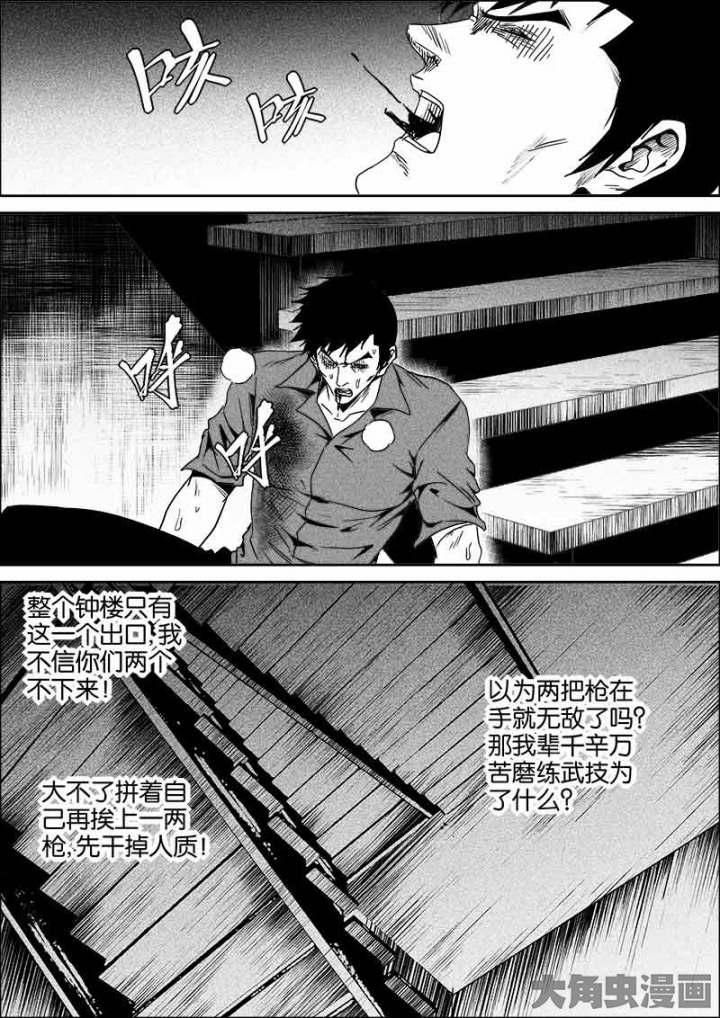 咳
咳
呼
呼
整个钟楼只有
这一个出口,我
不信你们两个
不下来!
以为两把枪在
手就无敌了吗?
那我辈千辛万
苦磨练武技为
了什么?
大不了拼着自
己再挨上一两
枪,先干掉人质!
大角虫漫画